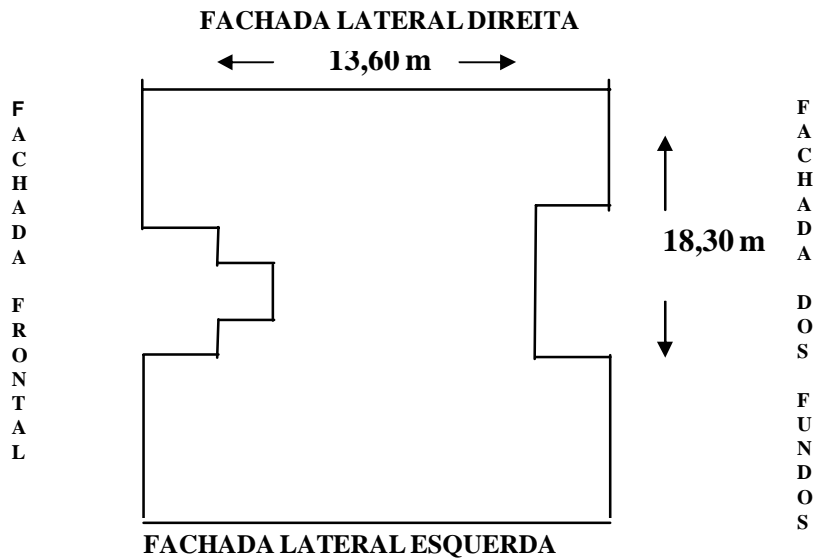 FACHADA LATERAL DIREITA
13,60 m
FACHADA FRONTAL
18,30 m
FACHADA DOS FUNDOS
FACHADA LATERAL ESQUERDA